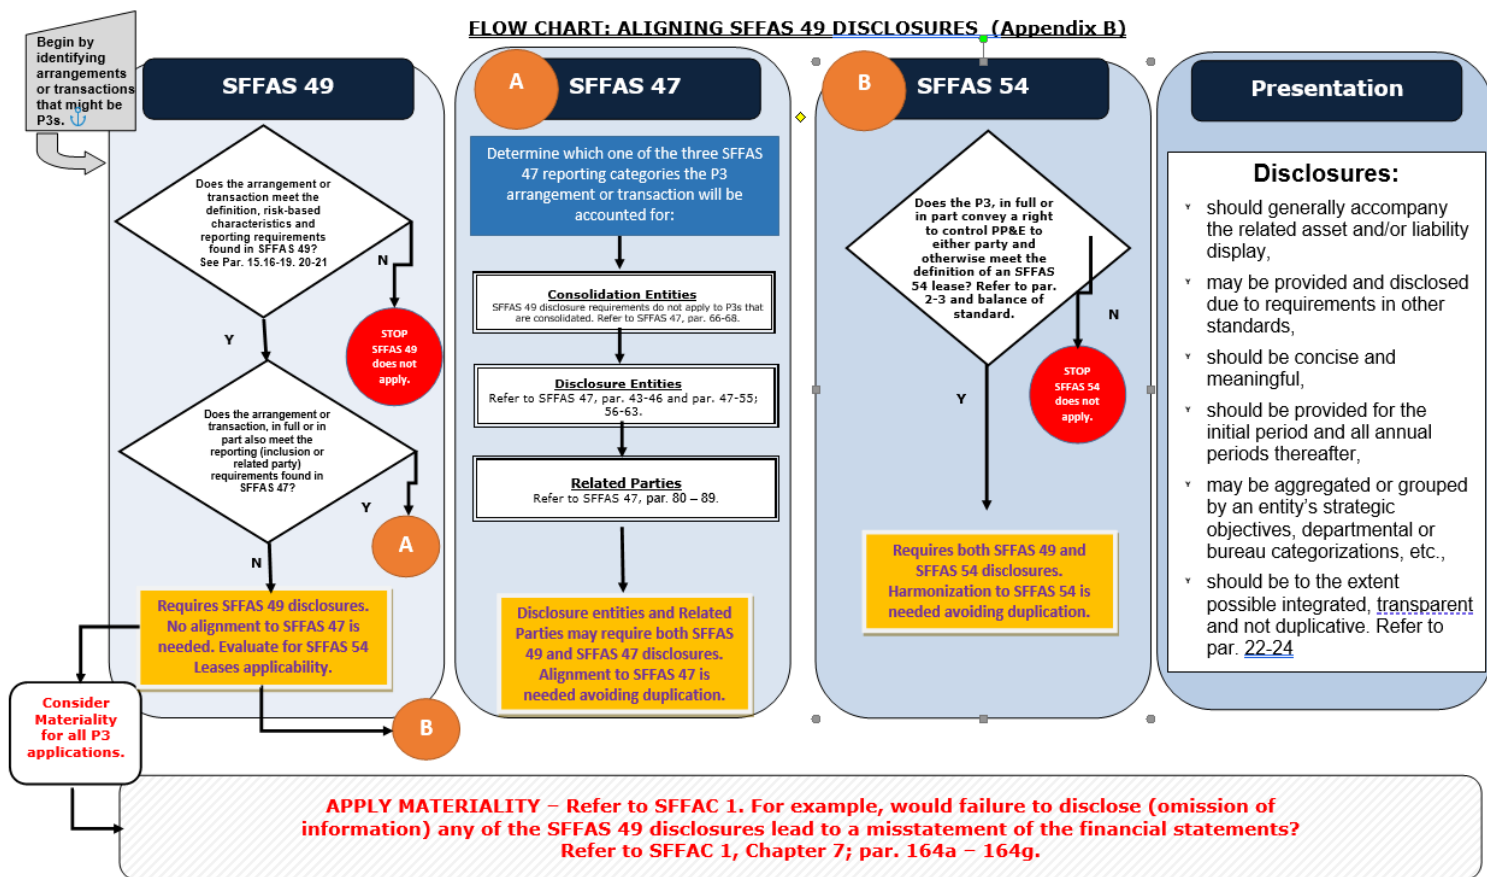 FLOW CHART: ALIGNING SFFAS 49 DISCLOSURES (Appendix B)
Begin by
identifying
arrangements
or transactions
that might be
P3s.
SFFAS 49
Does the arrangement or
transaction meet the
definition, risk-based
characteristics and
reporting requirements
found in SFFAS 49?
See Par. 15.16-19. 20-21
N
STOP
SFFAS 49
does not
apply.
Y
Does the arrangement or
transaction, in full or in
part also meet the
reporting (inclusion or
related party)
requirements found in
SFFAS 47?
Y
A
N
Requires SFFAS 49 disclosures.
No alignment to SFFAS 47 is
needed. Evaluate for SFFAS 54
Leases applicability.
B
Consider
Materiality
for all P3
applications.
A
SFFAS 47
Determine which one of the three SFFAS
47 reporting categories the P3
arrangement or transaction will be
accounted for:
Consolidation Entities
SFFAS 49 disclosure requirements do not apply to P3s that
are consolidated. Refer to SFFAS 47, par. 66-68.
Disclosure Entities
Refer to SFFAS 47, par. 43-46 and par. 47-55;
56-63.
Related Parties
Refer to SFFAS 47, par. 80 – 89.
Disclosure entities and Related
Parties may require both SFFAS
49 and SFFAS 47 disclosures.
Alignment to SFFAS 47 is
needed avoiding duplication.
B
SFFAS 54
Does the P3, in full or
in part convey a right
to control PP&E to
either party and
otherwise meet the
definition of an SFFAS
54 lease? Refer to par.
2-3 and balance of
standard.
N
STOP
SFFAS 54
does not
apply.
Y
Requires both SFFAS 49 and
SFFAS 54 disclosures.
Harmonization to SFFAS 54 is
needed avoiding duplication.
Presentation
Disclosures:
should generally accompany
the related asset and/or liability
display,
may be provided and disclosed
due to requirements in other
standards,
should be concise and
meaningful,
should be provided for the
initial period and all annual
periods thereafter,
may be aggregated or grouped
by an entity's strategic
objectives, departmental or
bureau categorizations, etc.,
should be to the extent
possible integrated, transparent
and not duplicative. Refer to
par. 22-24
APPLY MATERIALITY – Refer to SFFAC 1. For example, would failure to disclose (omission of
information) any of the SFFAS 49 disclosures lead to a misstatement of the financial statements?
Refer to SFFAC 1, Chapter 7; par. 164a – 164g.